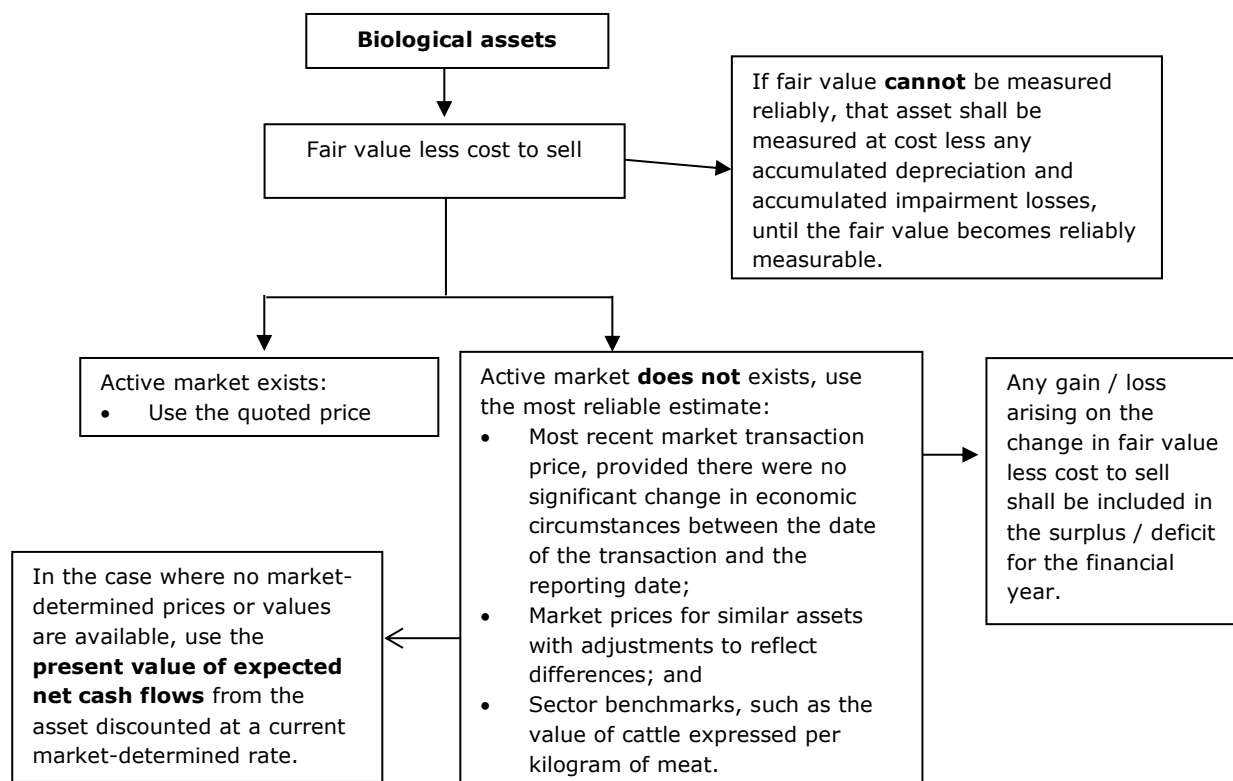 Biological assets
Fair value less cost to sell
If fair value cannot be measured
reliably, that asset shall be
measured at cost less any
accumulated depreciation and
accumulated impairment losses,
until the fair value becomes reliably
measurable.
Active market exists:
• Use the quoted price
Active market does not exists, use
the most reliable estimate:
• Most recent market transaction
price, provided there were no
significant change in economic
circumstances between the date
of the transaction and the
reporting date;
• Market prices for similar assets
with adjustments to reflect
differences; and
• Sector benchmarks, such as the
value of cattle expressed per
kilogram of meat.
Any gain / loss
arising on the
change in fair value
less cost to sell
shall be included in
the surplus / deficit
for the financial
year.
In the case where no market-
determined prices or values
are available, use the
present value of expected
net cash flows from the
asset discounted at a current
market-determined rate.